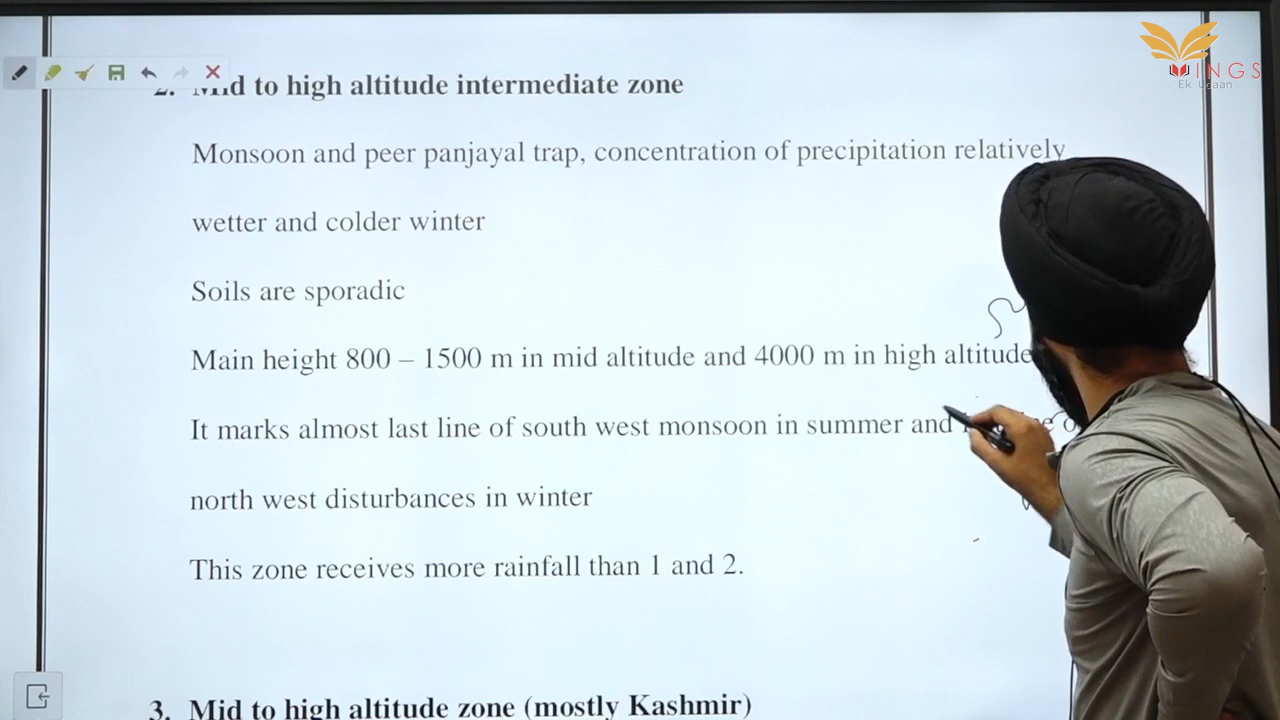 WINGS
Ek Udaan
2. Mid to high altitude intermediate zone
Monsoon and peer panjayal trap, concentration of precipitation relatively
wetter and colder winter
Soils are sporadic
Main height 800 – 1500 m in mid altitude and 4000 m in high altitude
It marks almost last line of south west monsoon in summer and
north west disturbances in winter
This zone receives more rainfall than 1 and 2.
3. Mid to high altitude zone (mostly Kashmir)